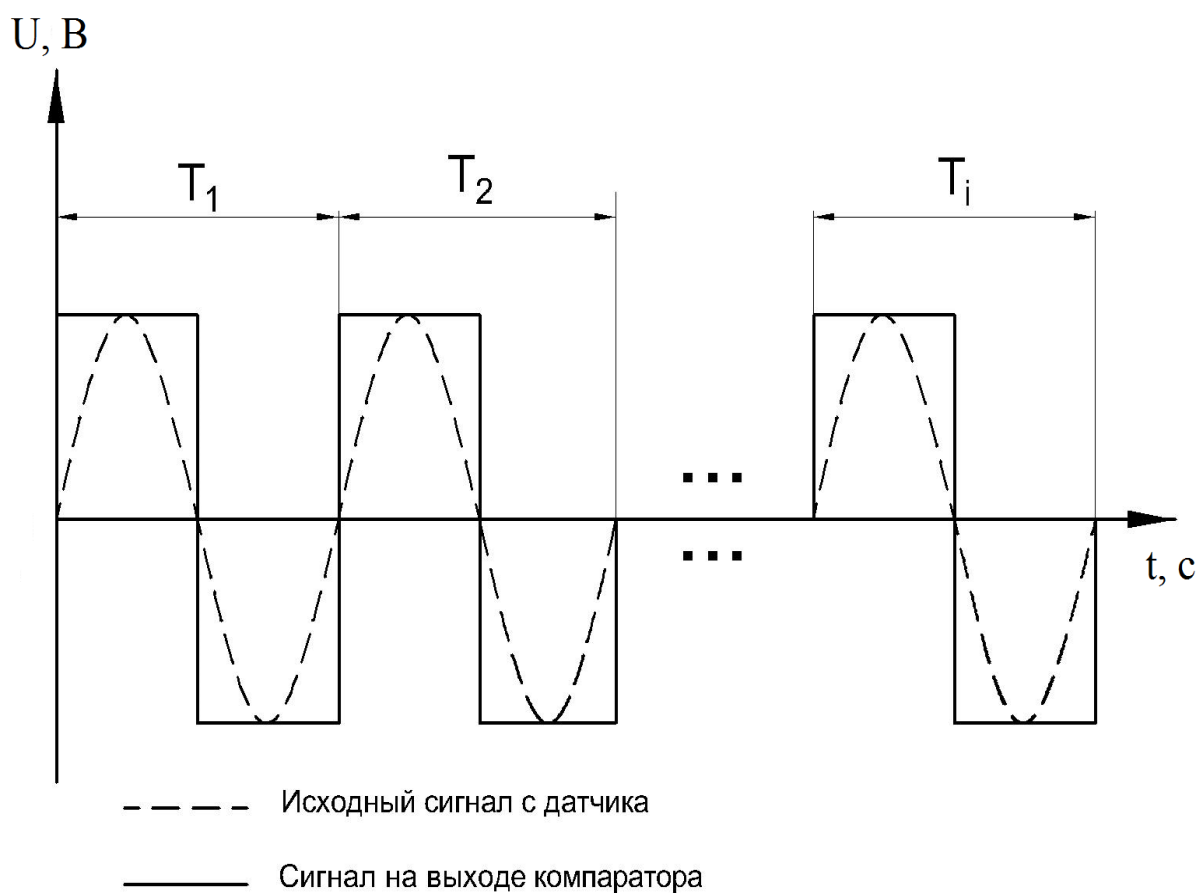 U, В
T1
T2
Ti
t, с
Исходный сигнал с датчика
Сигнал на выходе компаратора